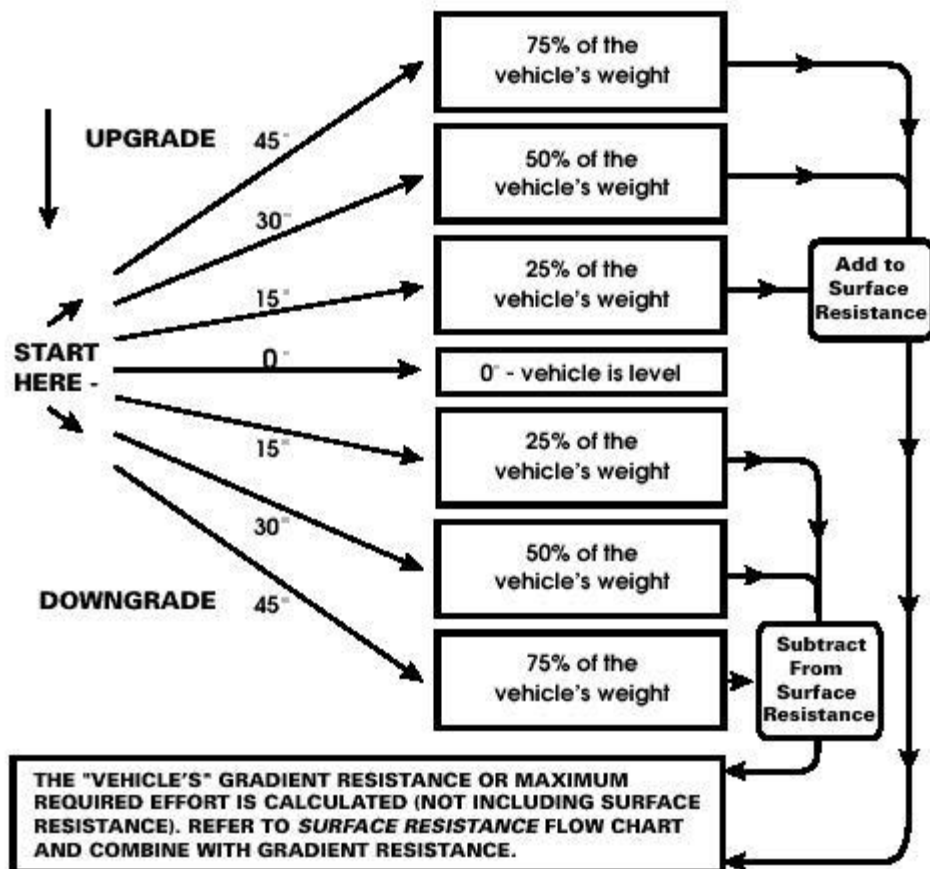 75% of the
vehicle's weight
UPGRADE
45°
50% of the
vehicle's weight
30°
25% of the
vehicle's weight
Add to
Surface
Resistance
15°
START
HERE -
0°
0° - vehicle is level
15°
25% of the
vehicle's weight
30°
50% of the
vehicle's weight
DOWNGRADE
45°
75% of the
vehicle's weight
Subtract
From
Surface
Resistance
THE "VEHICLE'S" GRADIENT RESISTANCE OR MAXIMUM
REQUIRED EFFORT IS CALCULATED (NOT INCLUDING SURFACE
RESISTANCE). REFER TO SURFACE RESISTANCE FLOW CHART
AND COMBINE WITH GRADIENT RESISTANCE.